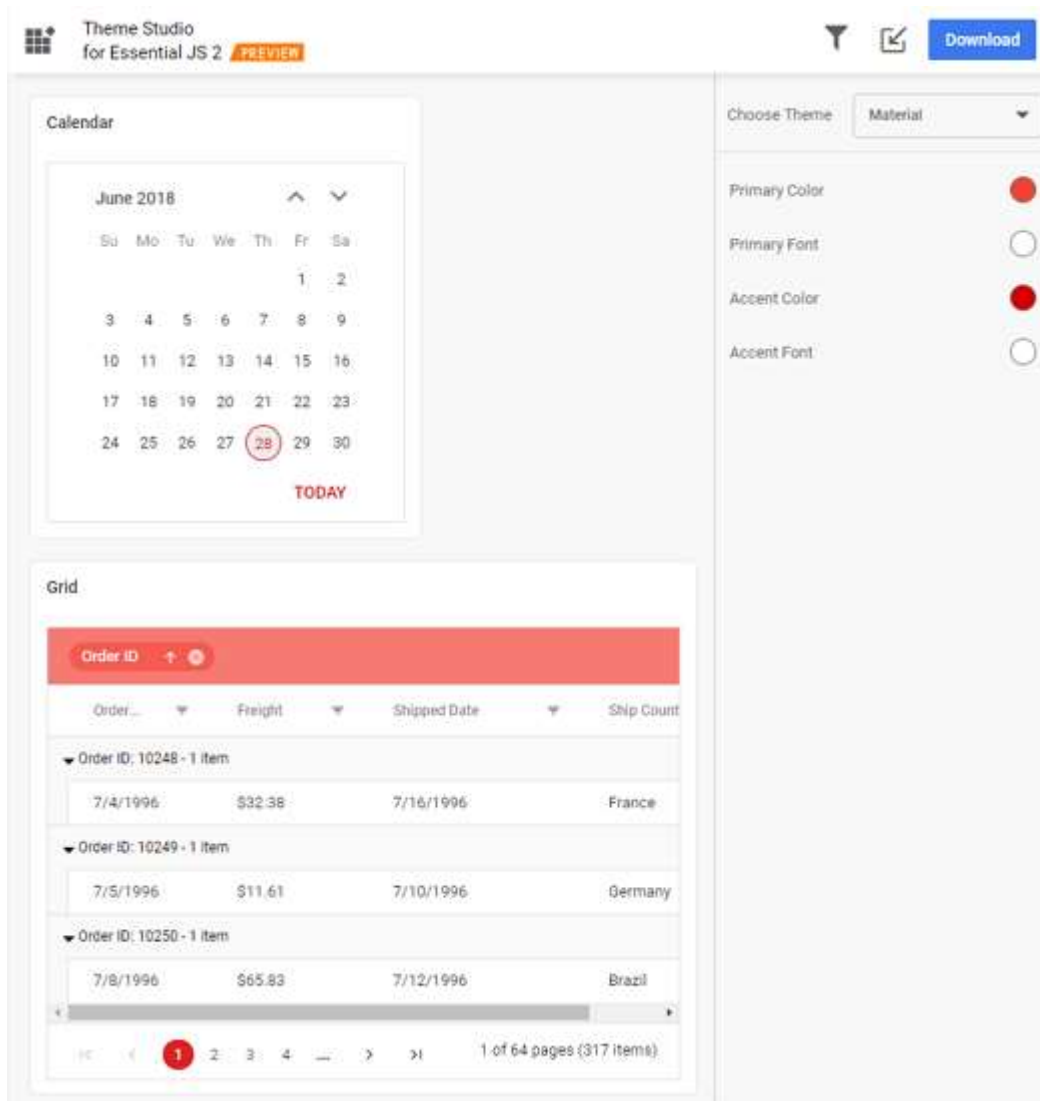 Theme Studio
for Essential JS 2 PREVIEW
Download
Calendar
June 2018
Su Mo Tu We Th Fr Sa
1 2
3 4 5 6 7 8 9
10 11 12 13 14 15 16
17 18 19 20 21 22 23
24 25 26 27 28 29 30
TODAY
Choose Theme Material
Primary Color
Primary Font
Accent Color
Accent Font
Grid
Order ID
Order... Freight Shipped Date Ship Count
Order ID: 10248 - 1 item
7/4/1996 $32.38 7/16/1996 France
Order ID: 10249 - 1 item
7/5/1996 $11.61 7/10/1996 Germany
Order ID: 10250 - 1 item
7/8/1996 $65.83 7/12/1996 Brazil
1 2 3 4 ... 1 of 64 pages (317 items)